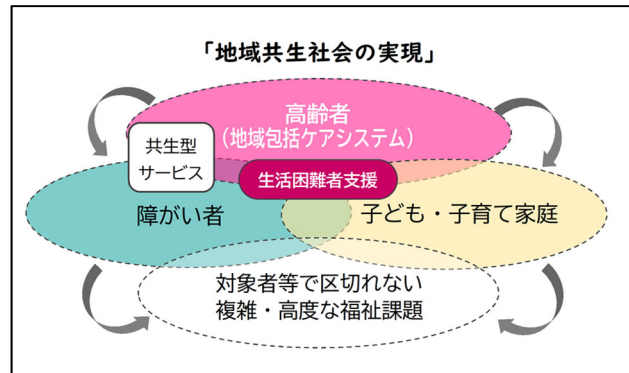 「地域共生社会の実現」
高齢者
（地域包括ケアシステム）
共生型
サービス
生活困難者支援
障がい者
子ども・子育て家庭
対象者等で区切れない
複雑・高度な福祉課題